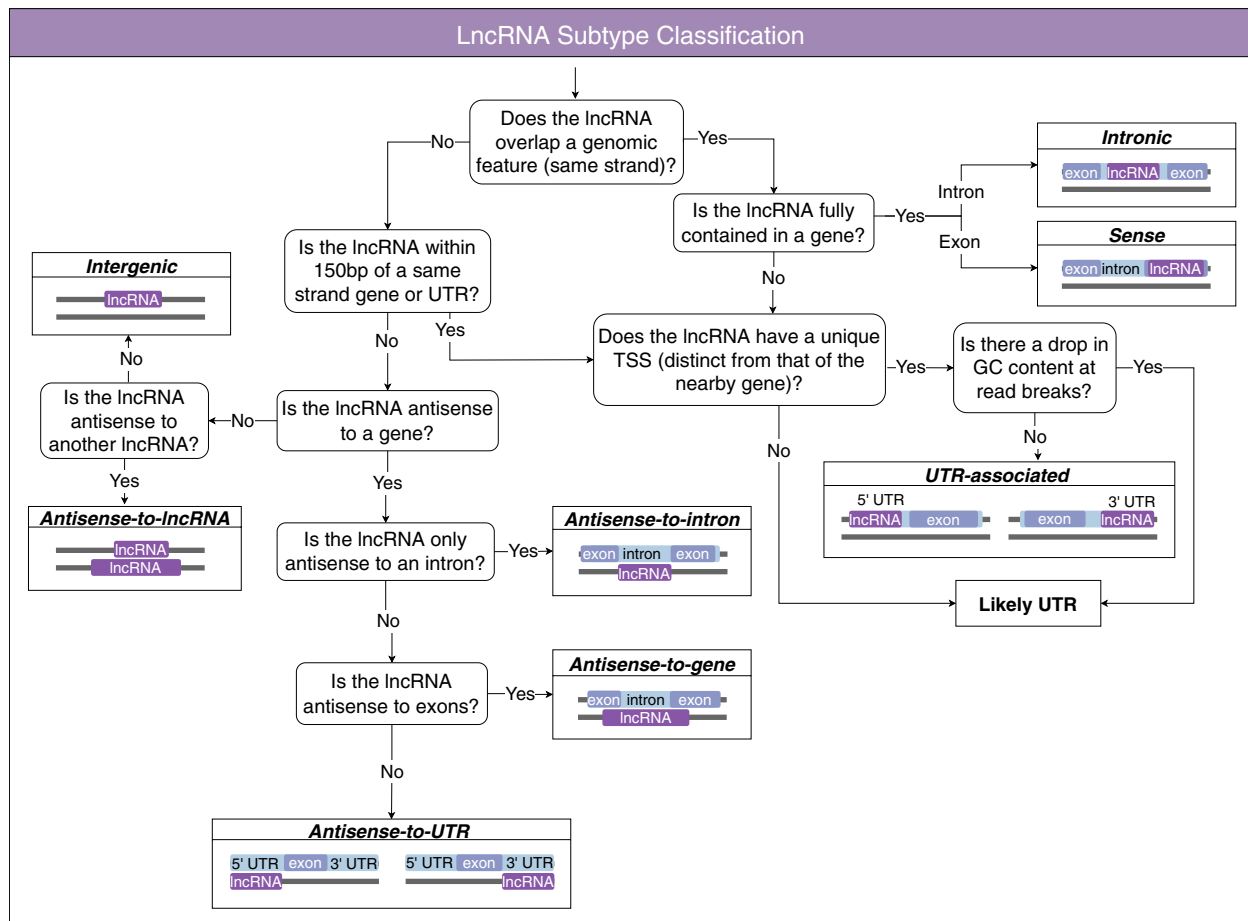 LncRNA Subtype Classification
Does the lncRNA
overlap a genomic
feature (same strand)?
No
Yes
Intronic
exon lncRNA exon
Intron
Is the lncRNA fully
contained in a gene?
Yes
Exon
Sense
exon intron lncRNA
No
Is the lncRNA within
150bp of a same
strand gene or UTR?
Yes
No
Intergenic
lncRNA
No
Does the lncRNA have a unique
TSS (distinct from that of the
nearby gene)?
Yes
Is there a drop in
GC content at
read breaks?
Yes
No
No
Is the lncRNA
antisense to
another lncRNA?
No
Is the lncRNA antisense
to a gene?
Yes
Yes
UTR-associated
5' UTR
3' UTR
lncRNA exon
exon lncRNA
Antisense-to-lncRNA
lncRNA
lncRNA
Is the lncRNA only
antisense to an intron?
Yes
Antisense-to-intron
exon intron exon
lncRNA
Likely UTR
No
Is the lncRNA
antisense to exons?
Yes
Antisense-to-gene
exon intron exon
lncRNA
No
Antisense-to-UTR
5' UTR exon 3' UTR
lncRNA
5' UTR exon 3' UTR
lncRNA